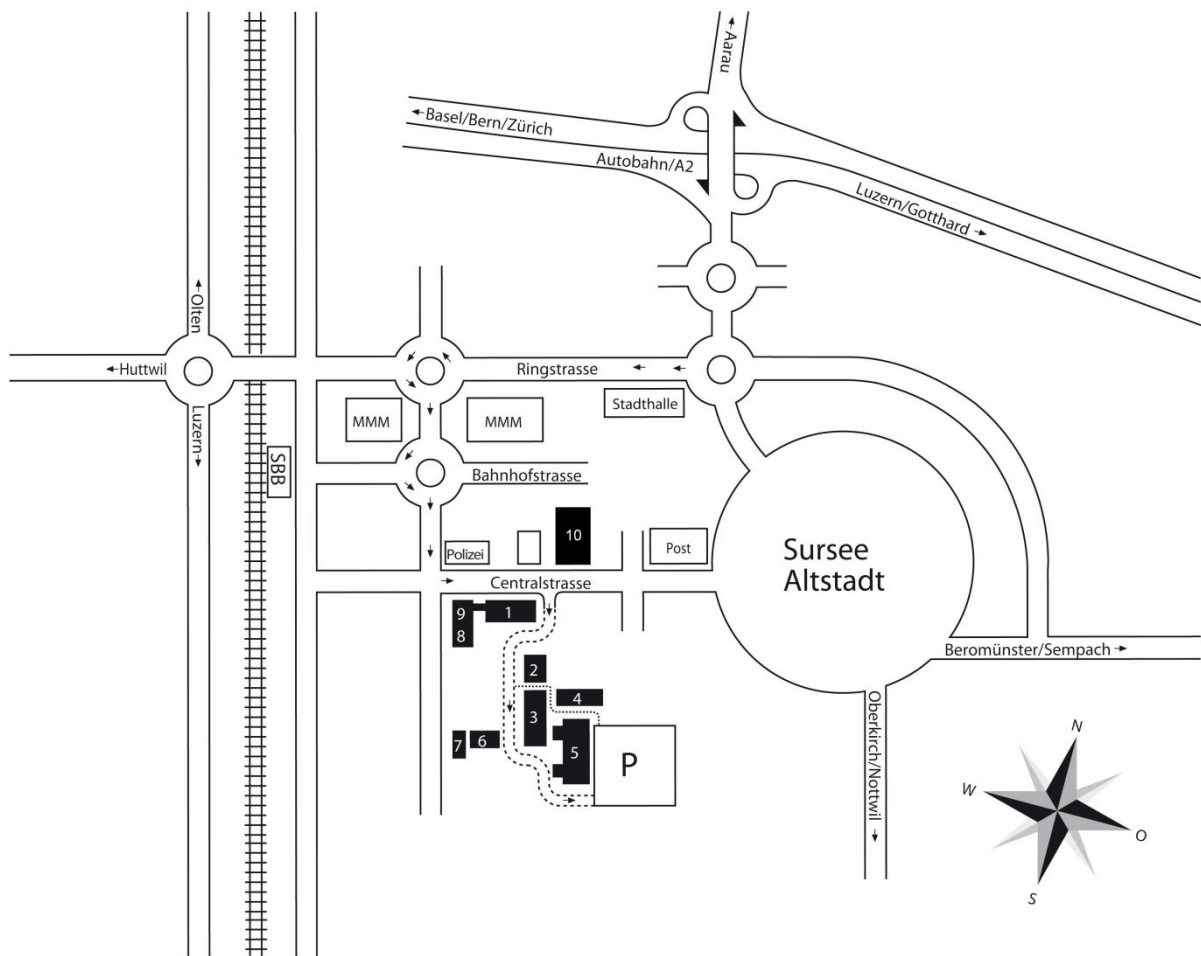 ← Aarau
← Basel/Bern/Zürich
Autobahn/A2
Luzern/Gotthard →
← Olten
← Huttwil
Ringstrasse
Luzern →
MMM
MMM
Stadthalle
SBB
Bahnhofstrasse
Polizei
10
Post
Sursee
Altstadt
Centralstrasse
9
1
8
Beromünster/Sempach →
2
4
3
7
6
5
P
Oberkirch/Nottwil →
N
W
O
S